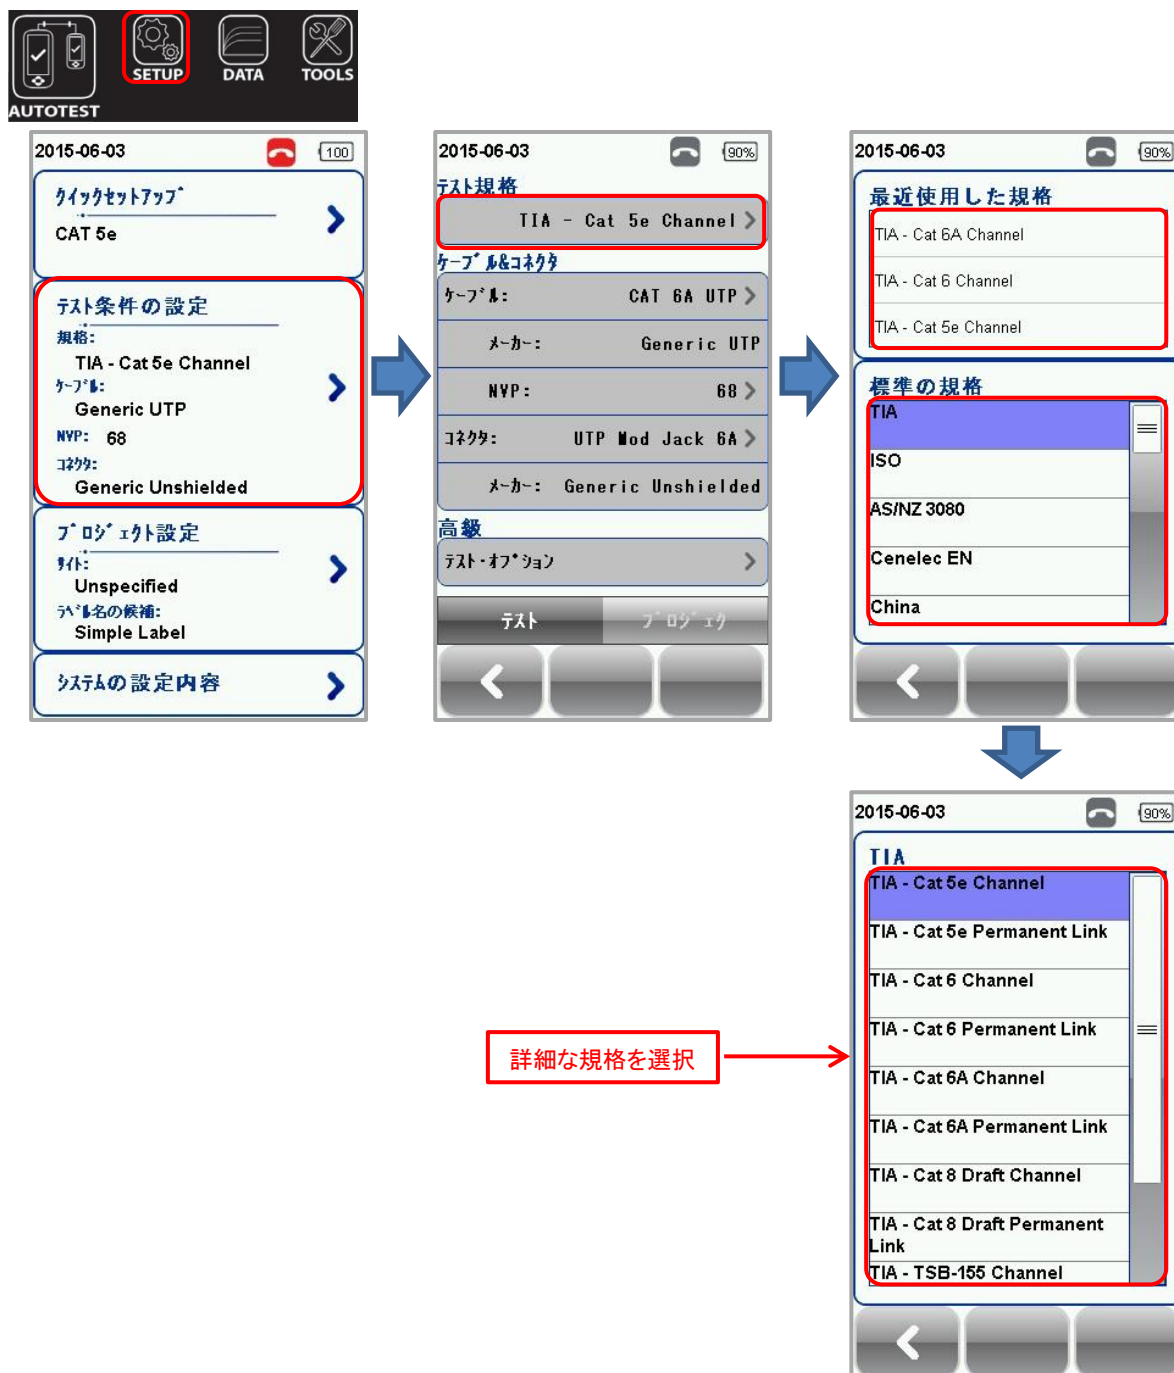 SETUP
DATA
TOOLS
AUTOTEST
2015-06-03
100
クイックセットアップ
CAT 5e
テスト条件の設定
規格:
TIA - Cat 5e Channel
ケーブル:
Generic UTP
NVP: 68
コネクタ:
Generic Unshielded
プロジェクト設定
サイト:
Unspecified
ラベル名の候補:
Simple Label
システムの設定内容
2015-06-03
90%
テスト規格
TIA - Cat 5e Channel
ケーブル&コネクタ
ケーブル: CAT 6A UTP
メーカー: Generic UTP
NVP: 68
コネクタ: UTP Mod Jack 6A
メーカー: Generic Unshielded
高級
テスト・オプション
テスト
プロジェク
2015-06-03
90%
最近使用した規格
TIA - Cat 6A Channel
TIA - Cat 6 Channel
TIA - Cat 5e Channel
標準の規格
TIA
ISO
AS/NZ 3080
Cenelec EN
China
2015-06-03
90%
TIA
TIA - Cat 5e Channel
TIA - Cat 5e Permanent Link
TIA - Cat 6 Channel
TIA - Cat 6 Permanent Link
TIA - Cat 6A Channel
TIA - Cat 6A Permanent Link
TIA - Cat 8 Draft Channel
TIA - Cat 8 Draft Permanent
Link
TIA - TSB-155 Channel
詳細な規格を選択